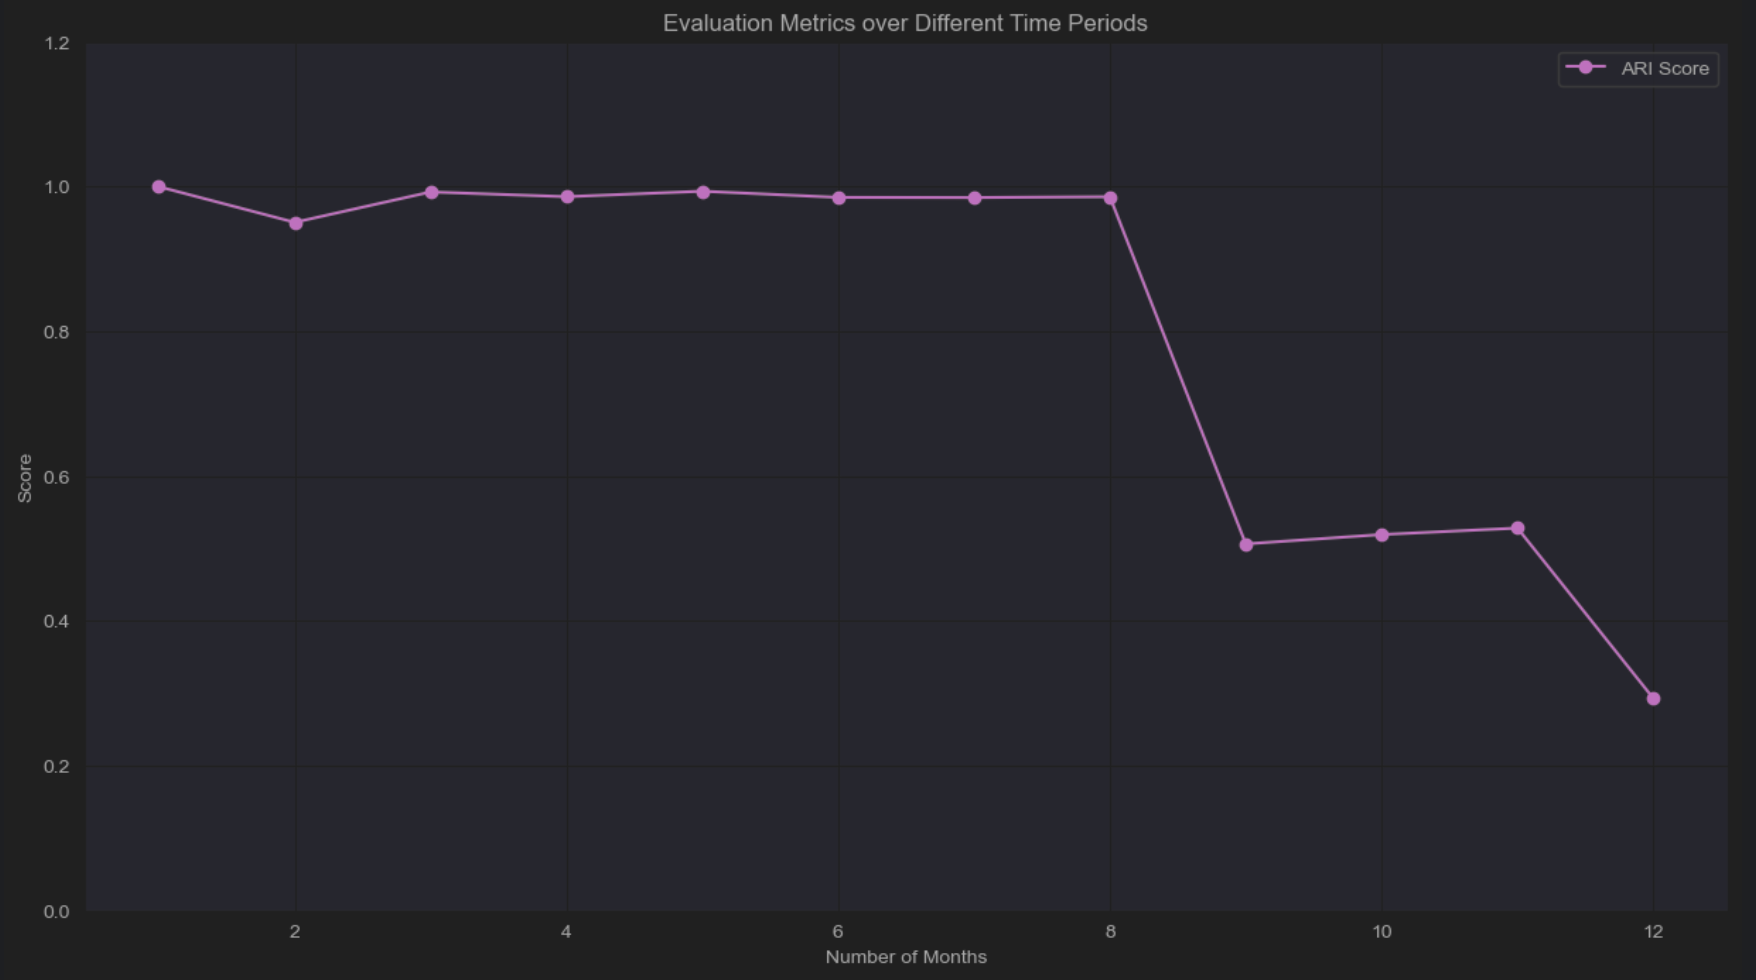 Evaluation Metrics over Different Time Periods
ARI Score
1.2
1.0
0.8
0.6
0.4
0.2
0.0
Score
2 4 6 8 10 12
Number of Months